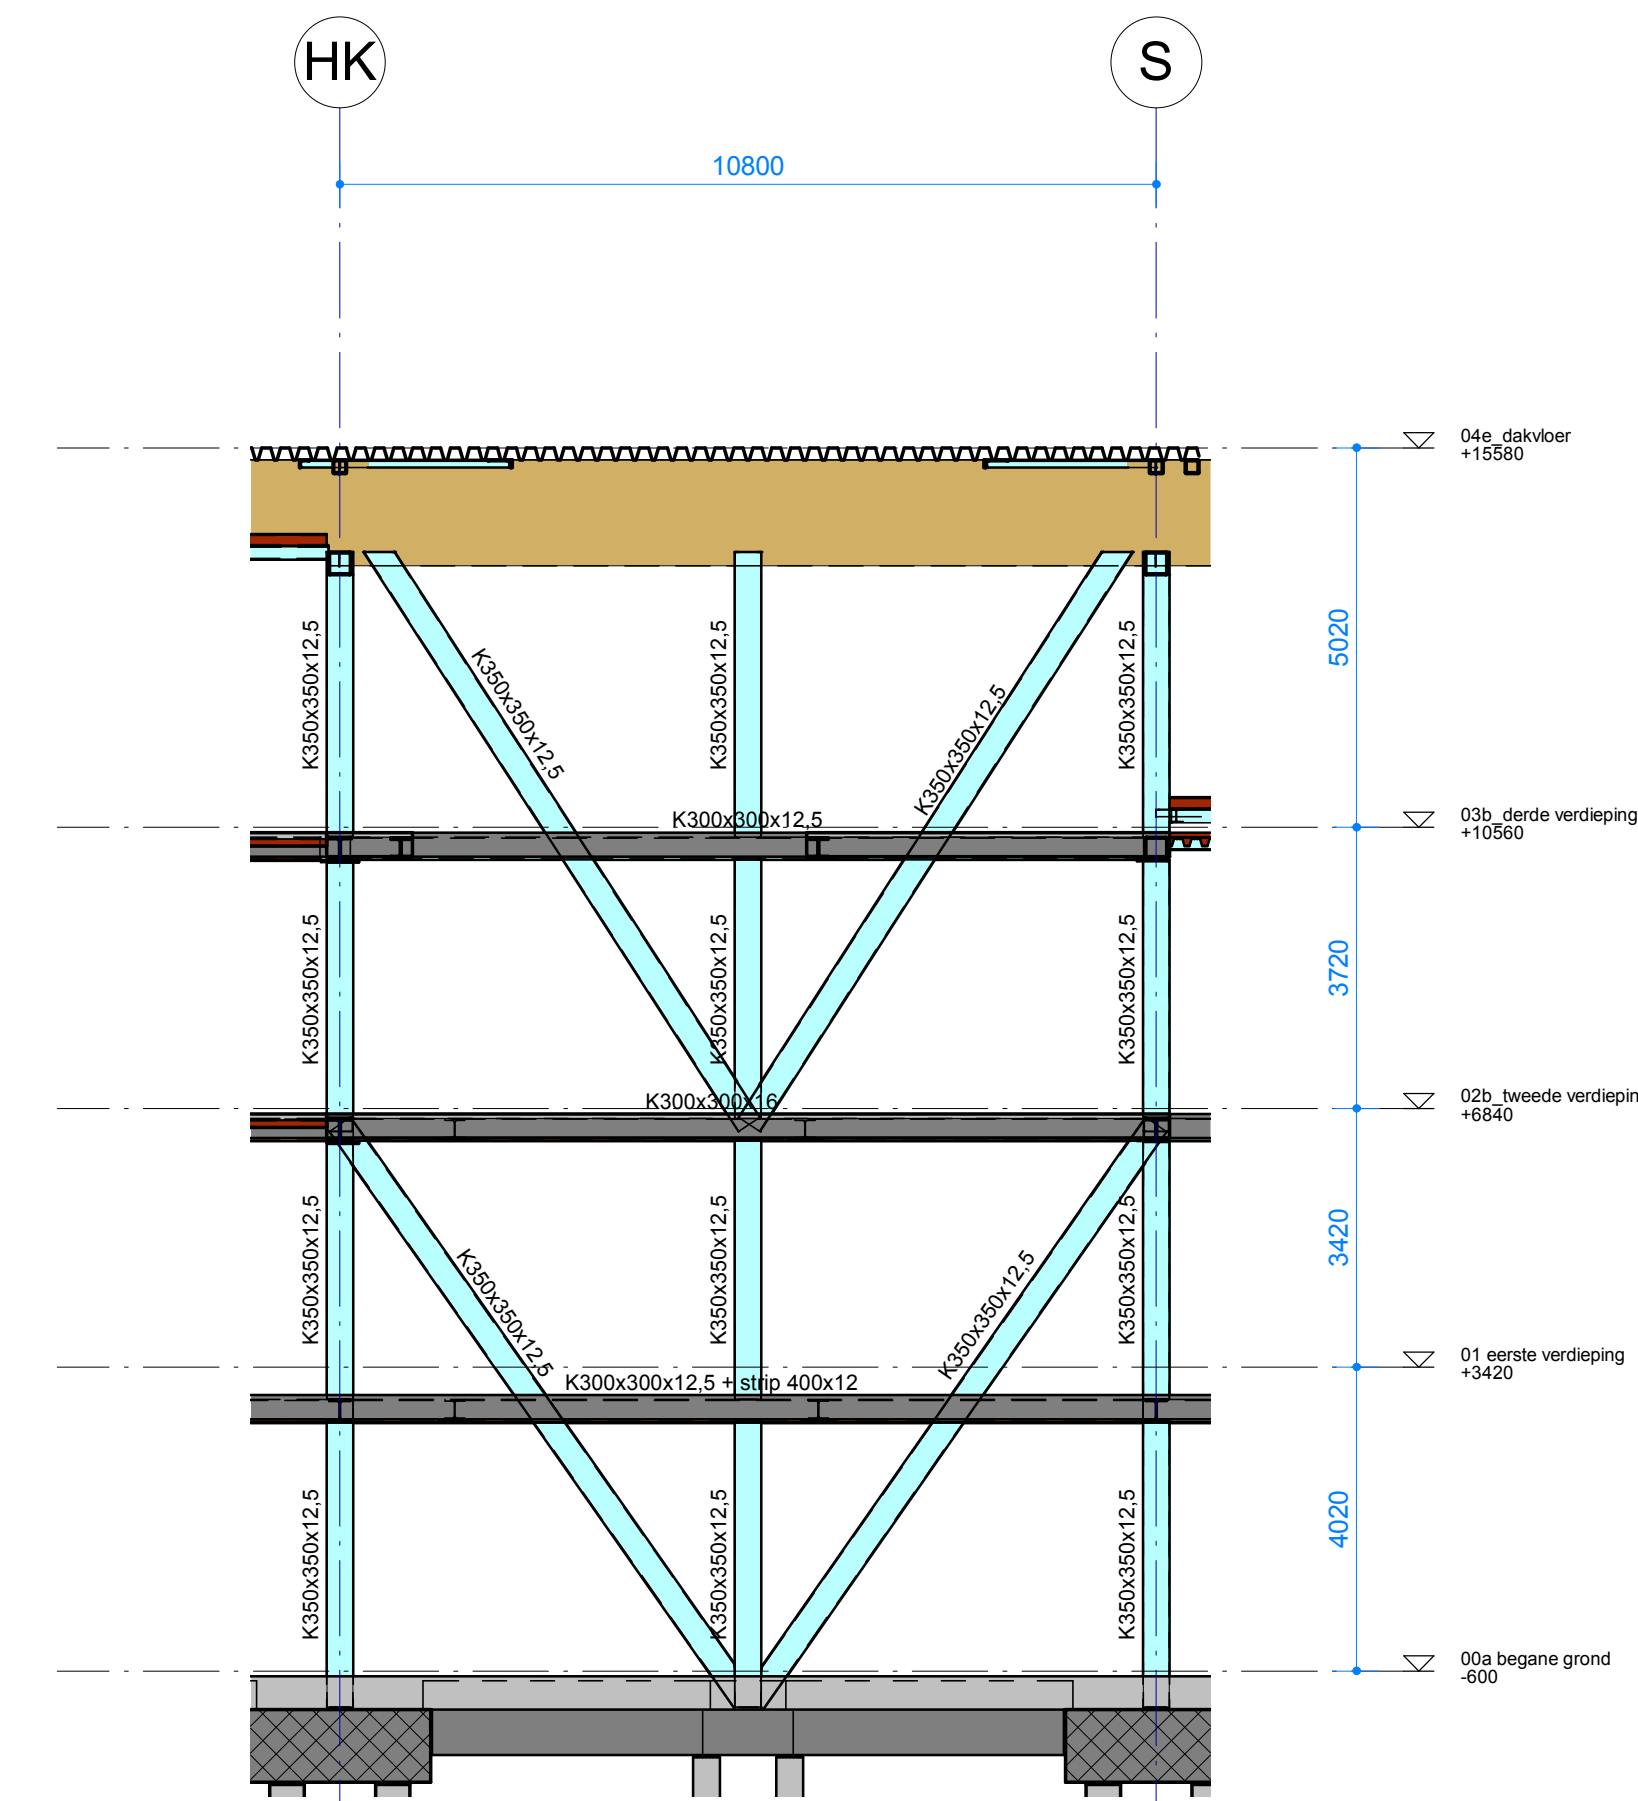 HK
S
10800
04e_dakvloer
+15580
K350x350x12,5
K350x350x12,5
K350x350x12,5
K350x350x12,5
K350x350x12,5
5020
K300x300x12,5
03b_derde verdieping
+10560
K350x350x12,5
K350x350x12,5
K350x350x12,5
3720
K300x300x16
02b_tweede verdiepin
+6840
K350x350x12,5
K350x350x12,5
K350x350x12,5
K350x350x12,5
K350x350x12,5
3420
01 eerste verdieping
+3420
K300x300x12,5 + strip 400x12
K350x350x12,5
K350x350x12,5
K350x350x12,5
4020
00a begane grond
-600